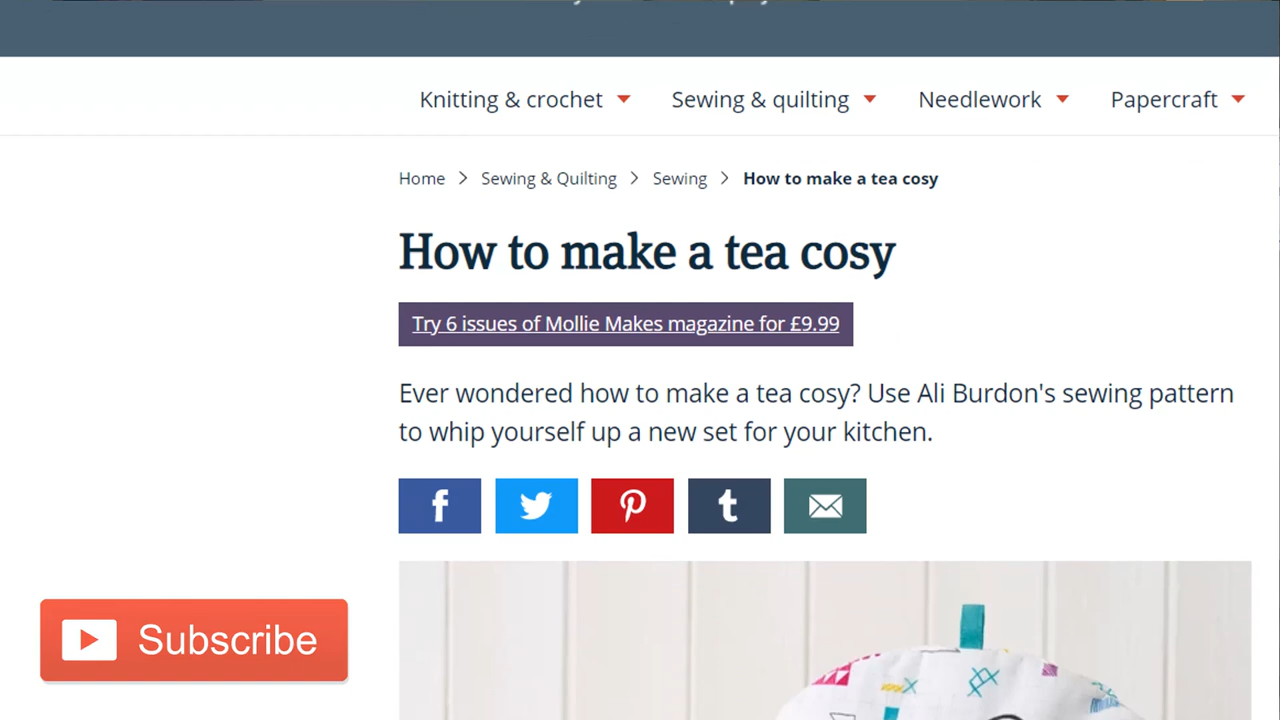 Knitting & crochet
Sewing & quilting
Needlework
Papercraft
Home > Sewing & Quilting > Sewing > How to make a tea cosy
How to make a tea cosy
Try 6 issues of Mollie Makes magazine for £9.99
Ever wondered how to make a tea cosy? Use Ali Burdon's sewing pattern
to whip yourself up a new set for your kitchen.
Subscribe